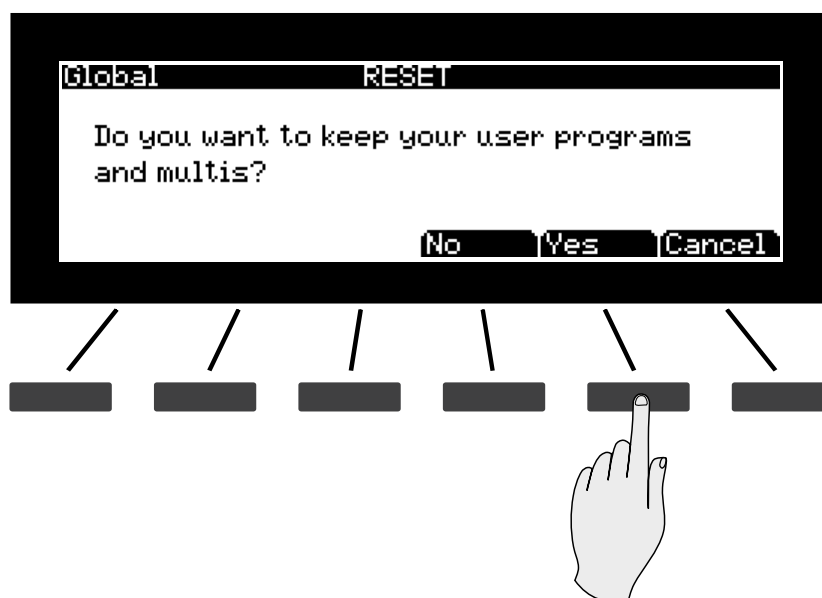 Global RESET
Do you want to keep your user programs
and multis?
No Yes Cancel